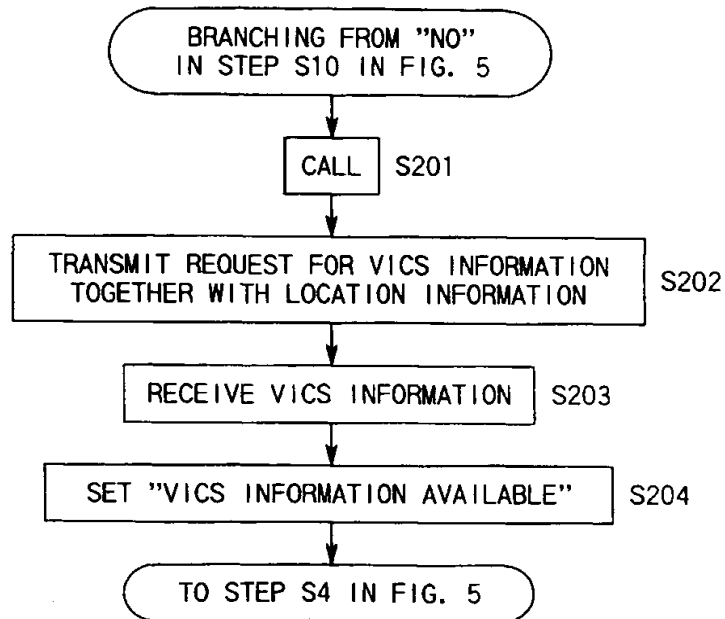 BRANCHING FROM "NO"
IN STEP S10 IN FIG. 5
CALL S201
TRANSMIT REQUEST FOR VICS INFORMATION
TOGETHER WITH LOCATION INFORMATION
S202
RECEIVE VICS INFORMATION S203
SET "VICS INFORMATION AVAILABLE" S204
TO STEP S4 IN FIG. 5